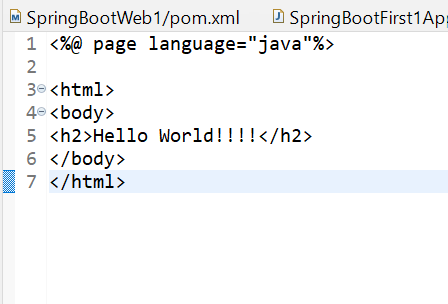 SpringBootWeb1/pom.xml SpringBootFirst1App
1 <%@ page language="java"%>
2
3 <html>
4 <body>
5 <h2>Hello World!!!!</h2>
6 </body>
7 </html>